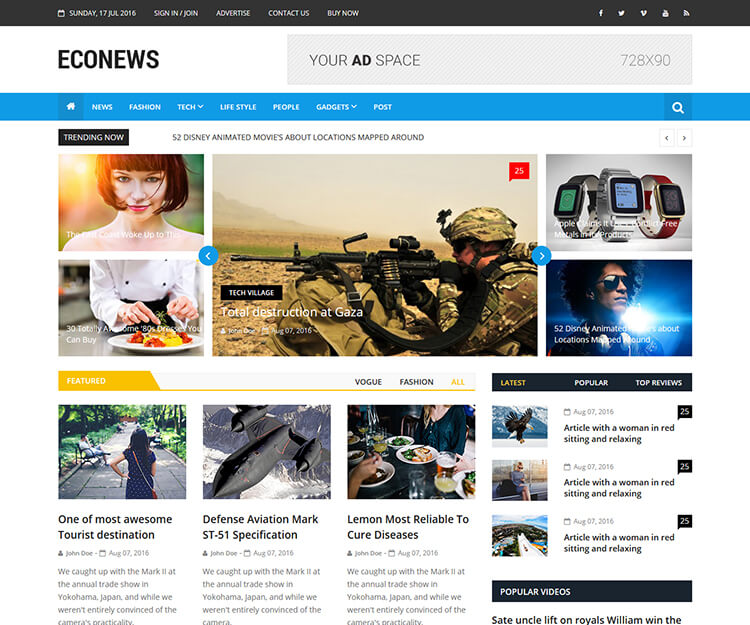 SUNDAY, 17 JUL 2016 SIGN IN / JOIN ADVERTISE CONTACT US BUY NOW
ECONEWS
YOUR AD SPACE 728X90
NEWS FASHION TECH LIFE STYLE PEOPLE GADGETS POST
TRENDING NOW 52 DISNEY ANIMATED MOVIE'S ABOUT LOCATIONS MAPPED AROUND
The East Coast Woke Up to This
30 Totally Awesome '80s Dresses You
Can Buy
25
TECH VILLAGE
Total destruction at Gaza
John Doe - Aug 07, 2016
Apple Claims It Uses Conflict-Free
Metals in its Products
52 Disney Animated Movie's about
Locations Mapped Around
FEATURED VOGUE FASHION ALL
One of most awesome
Tourist destination
John Doe - Aug 07, 2016
We caught up with the Mark II at
the annual trade show in
Yokohama, Japan, and while we
weren't entirely convinced of the
camera's practicality,
Defense Aviation Mark
ST-51 Specification
John Doe - Aug 07, 2016
We caught up with the Mark II at
the annual trade show in
Yokohama, Japan, and while we
weren't entirely convinced of the
camera's practicality,
Lemon Most Reliable To
Cure Diseases
John Doe - Aug 07, 2016
We caught up with the Mark II at
the annual trade show in
Yokohama, Japan, and while we
weren't entirely convinced of the
camera's practicality,
LATEST POPULAR TOP REVIEWS
Aug 07, 2016 25
Article with a woman in red
sitting and relaxing
Aug 07, 2016 25
Article with a woman in red
sitting and relaxing
Aug 07, 2016 25
Article with a woman in red
sitting and relaxing
POPULAR VIDEOS
Sate uncle lift on royals William win the